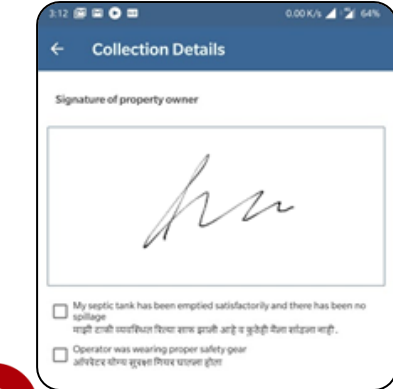 3:12 0.00 K/s 64%
Collection Details
Signature of property owner
My septic tank has been emptied satisfactorily and there has been no
spillage
माझी टाकी व्यवस्थित रित्या साफ झाली आहे व कुठेही मैला सांडला नाही.
Operator was wearing proper safety gear
ऑपरेटर योग्य सुरक्षा गियर घातला होता